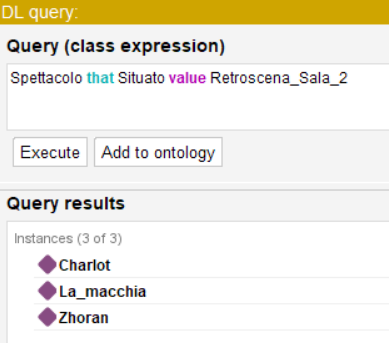 DL query:
Query (class expression)
Spettacolo that Situato value Retroscena_Sala_2
Execute Add to ontology
Query results
Instances (3 of 3)
Charlot
La_macchia
Zhoran